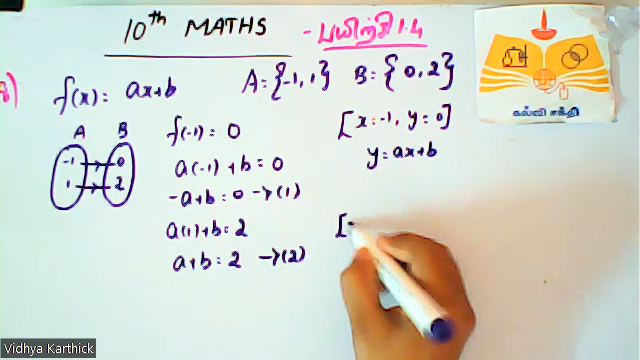 10th MATHS - பயிற்சி 1.4
8) f(x) = ax+b A = {-1, 1} B = {0, 2}
A B
-1 → 0
1 → 2
f(-1) = 0 [x=-1, y=0]
a(-1) + b = 0 y = ax+b
-a+b = 0 → (1)
a(1)+b = 2 [
a+b = 2 → (2)
கல்வி சக்தி
Vidhya Karthick